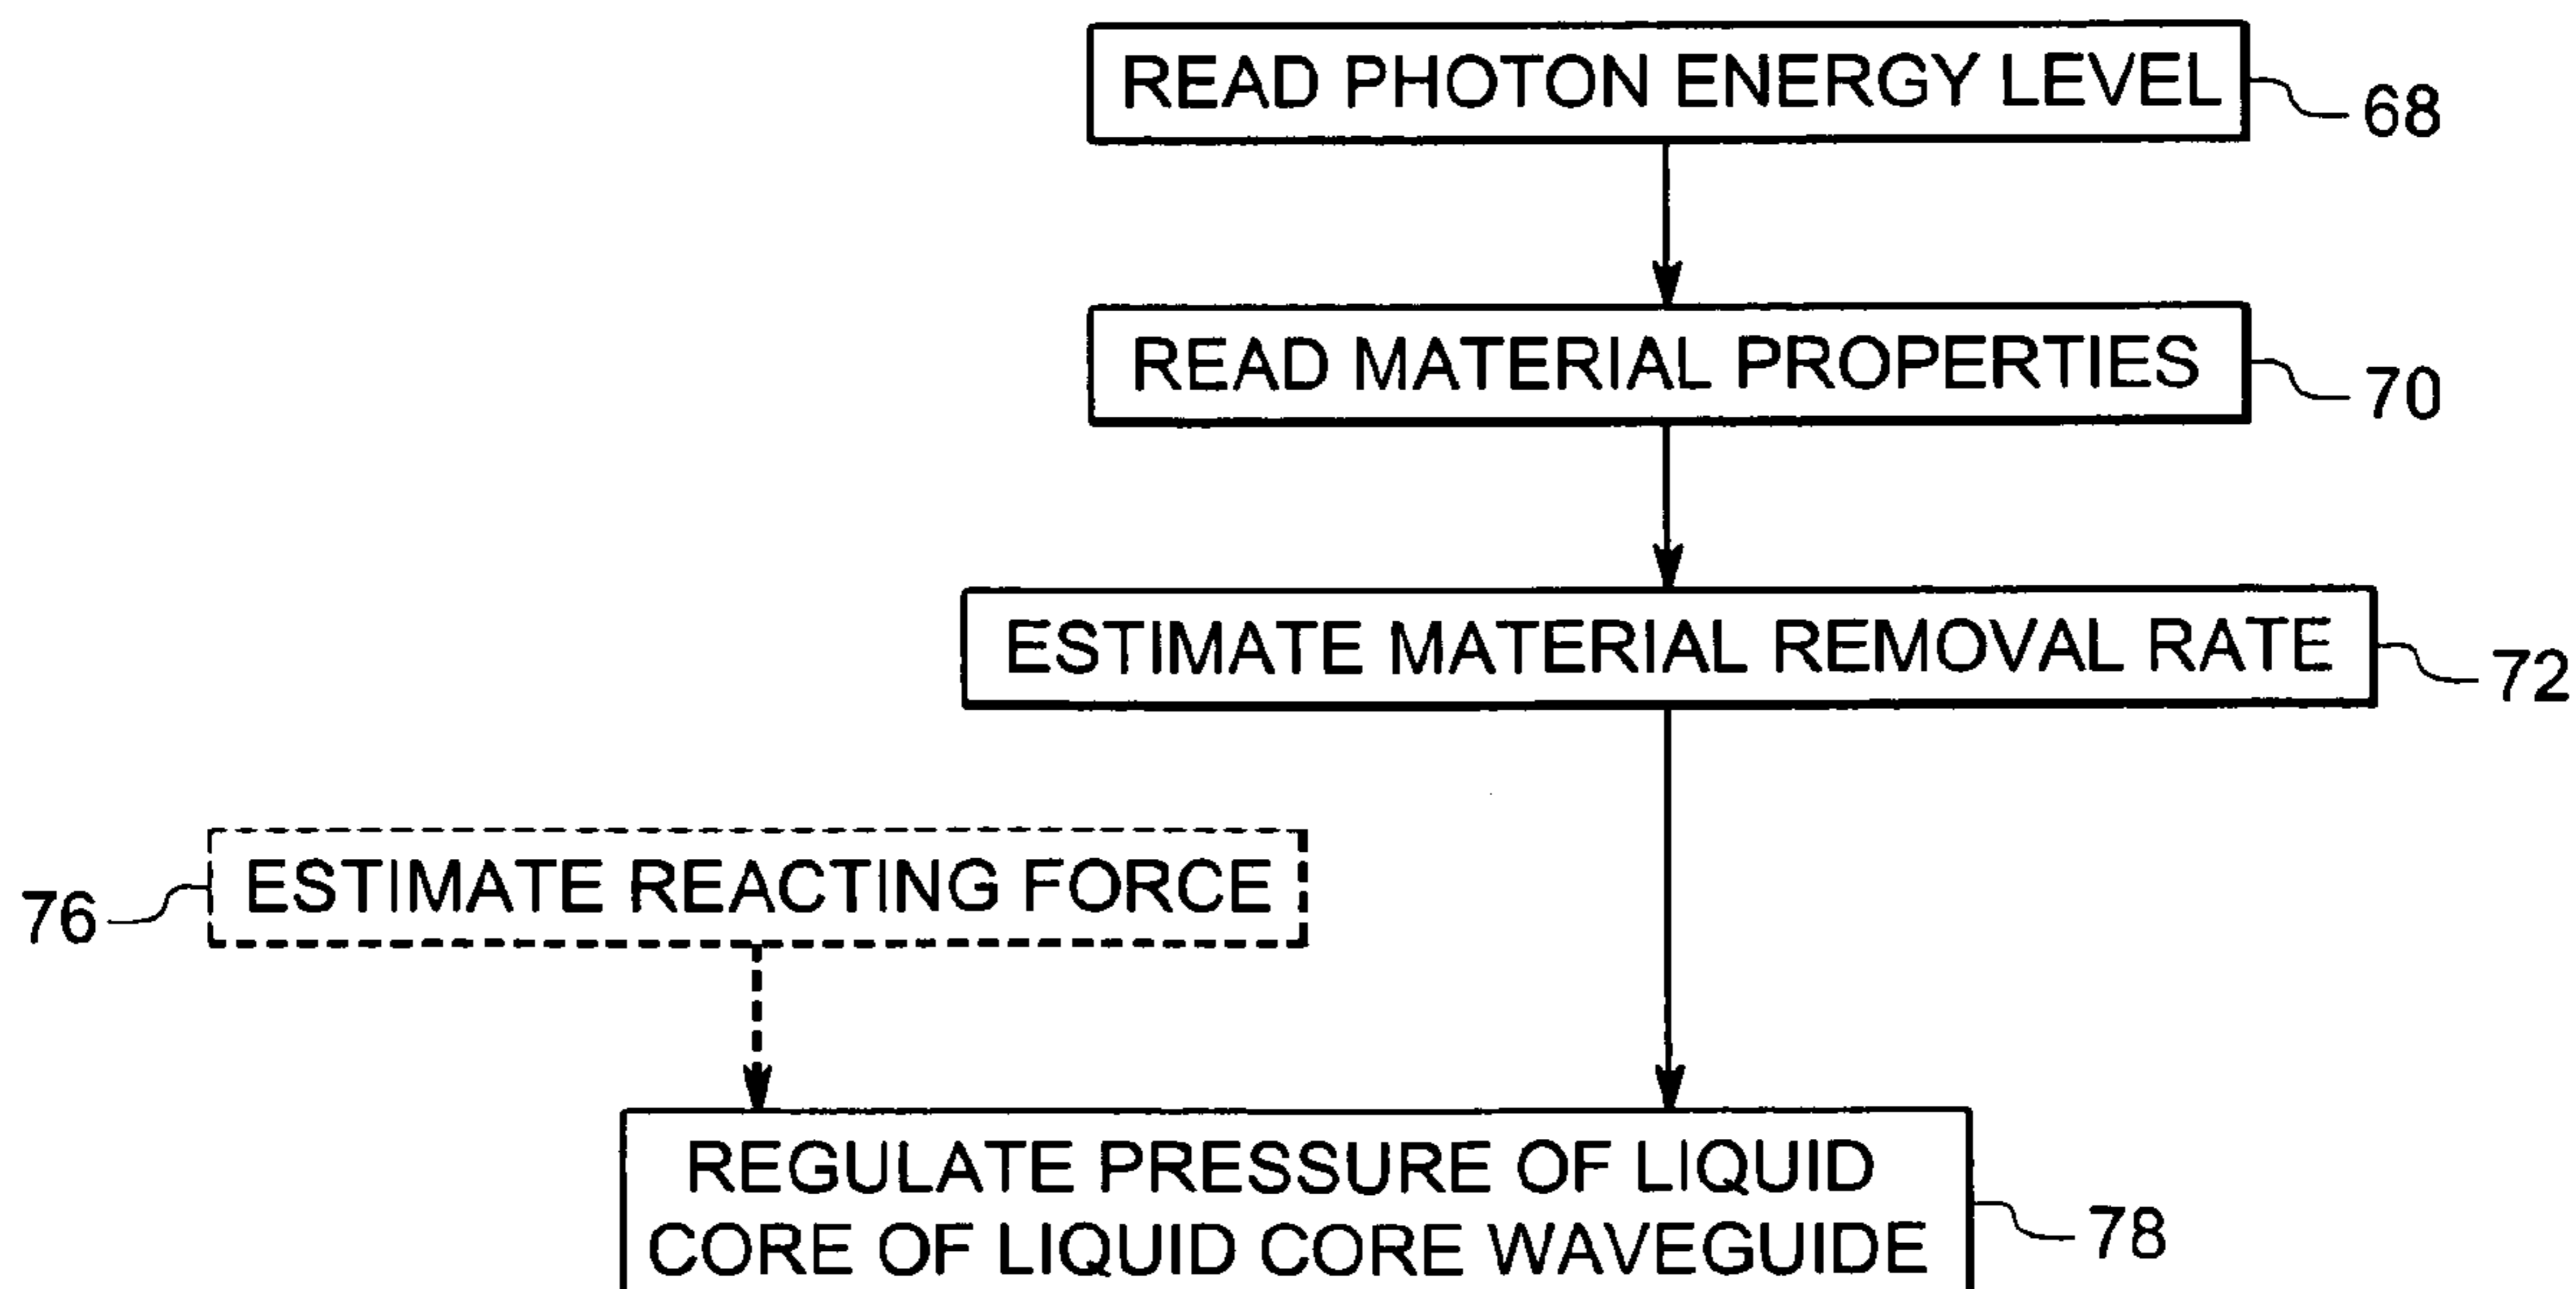 READ PHOTON ENERGY LEVEL
68
READ MATERIAL PROPERTIES
70
ESTIMATE MATERIAL REMOVAL RATE
72
ESTIMATE REACTING FORCE
76
REGULATE PRESSURE OF LIQUID
CORE OF LIQUID CORE WAVEGUIDE
78